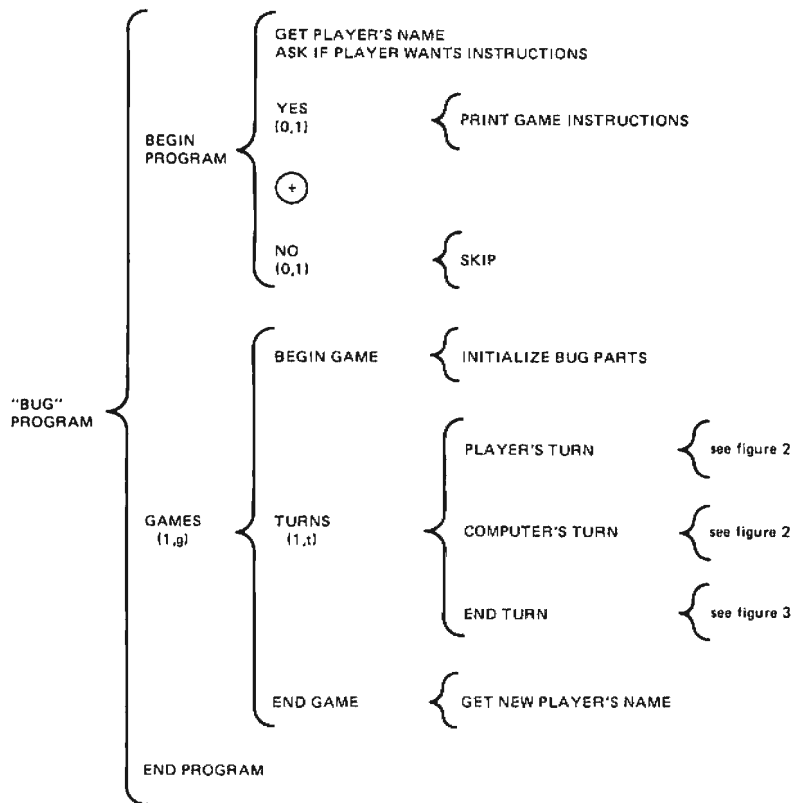 GET PLAYER'S NAME
ASK IF PLAYER WANTS INSTRUCTIONS
YES
(0,1)
PRINT GAME INSTRUCTIONS
BEGIN
PROGRAM
+
NO
(0,1)
SKIP
BEGIN GAME
INITIALIZE BUG PARTS
"BUG"
PROGRAM
PLAYER'S TURN
see figure 2
GAMES
(1,g)
TURNS
(1,t)
COMPUTER'S TURN
see figure 2
END TURN
see figure 3
END GAME
GET NEW PLAYER'S NAME
END PROGRAM